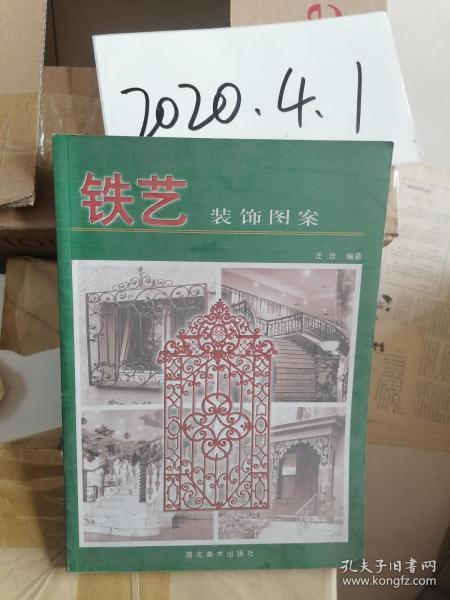 2020.4.1
铁艺 装饰图案
汪浩 编著
湖北美术出版社
孔夫子旧书网
www.kongfz.com